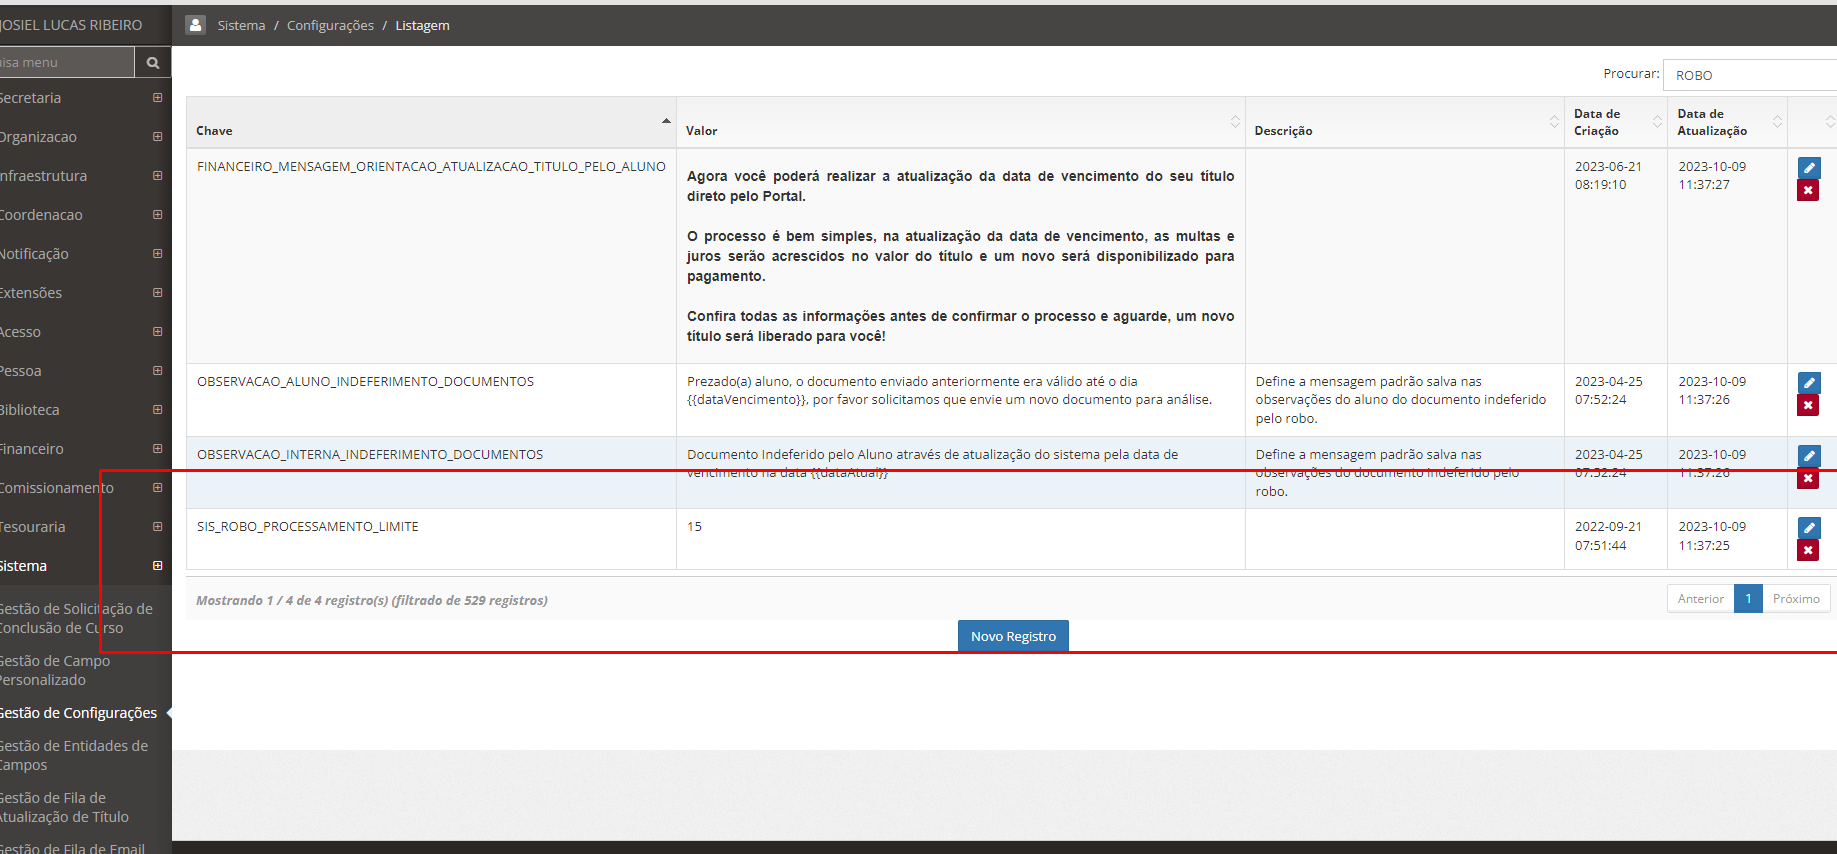 JOSIEL LUCAS RIBEIRO
Sistema / Configurações / Listagem
isa menu
Secretaria
Organizacao
Infraestrutura
Coordenacao
Notificação
Extensões
Acesso
Pessoa
Biblioteca
Financeiro
Comissionamento
Tesouraria
Sistema
Gestão de Solicitação de
Conclusão de Curso
Gestão de Campo
Personalizado
Gestão de Configurações
Gestão de Entidades de
Campos
Gestão de Fila de
Atualização de Título
Gestão de Fila de Email
Procurar: ROBO
Chave
Valor
Descrição
Data de
Criação
Data de
Atualização
FINANCEIRO_MENSAGEM_ORIENTACAO_ATUALIZACAO_TITULO_PELO_ALUNO
Agora você poderá realizar a atualização da data de vencimento do seu título
direto pelo Portal.
O processo é bem simples, na atualização da data de vencimento, as multas e
juros serão acrescidos no valor do título e um novo será disponibilizado para
pagamento.
Confira todas as informações antes de confirmar o processo e aguarde, um novo
título será liberado para você!
2023-06-21
08:19:10
2023-10-09
11:37:27
OBSERVACAO_ALUNO_INDEFERIMENTO_DOCUMENTOS
Prezado(a) aluno, o documento enviado anteriormente era válido até o dia
{{dataVencimento}}, por favor solicitamos que envie um novo documento para análise.
Define a mensagem padrão salva nas
observações do aluno do documento indeferido
pelo robo.
2023-04-25
07:52:24
2023-10-09
11:37:26
OBSERVACAO_INTERNA_INDEFERIMENTO_DOCUMENTOS
Documento Indeferido pelo Aluno através de atualização do sistema pela data de
vencimento na data {{dataAtual}}
Define a mensagem padrão salva nas
observações do documento indeferido pelo
robo.
2023-04-25
07:52:24
2023-10-09
11:37:26
SIS_ROBO_PROCESSAMENTO_LIMITE
15
2022-09-21
07:51:44
2023-10-09
11:37:25
Mostrando 1 / 4 de 4 registro(s) (filtrado de 529 registros)
Anterior 1 Próximo
Novo Registro